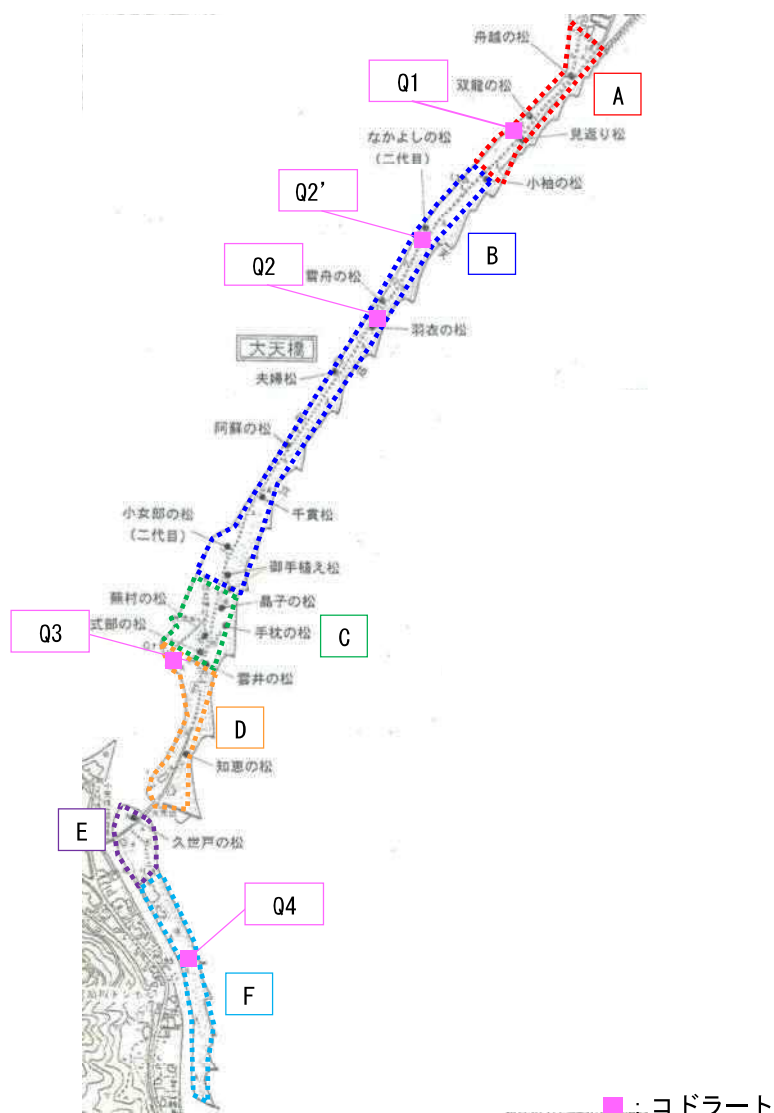 舟越の松
A
Q1
双龍の松
見返り松
なかよしの松
(二代目)
小袖の松
Q2'
B
Q2
雲舟の松
羽衣の松
大天橋
夫婦松
阿蘇の松
千貫松
小女郎の松
(二代目)
御手植え松
蕪村の松
晶子の松
Q3
式部の松
手枕の松
C
雲井の松
D
知恵の松
E
久世戸の松
Q4
F
：コドラート